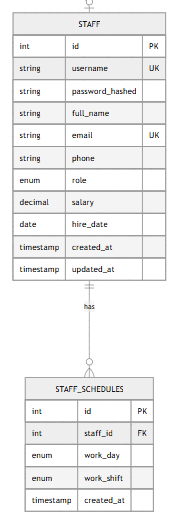 STAFF
int id PK
string username UK
string password_hashed
string full_name
string email UK
string phone
enum role
decimal salary
date hire_date
timestamp created_at
timestamp updated_at
has
STAFF_SCHEDULES
int id PK
int staff_id FK
enum work_day
enum work_shift
timestamp created_at